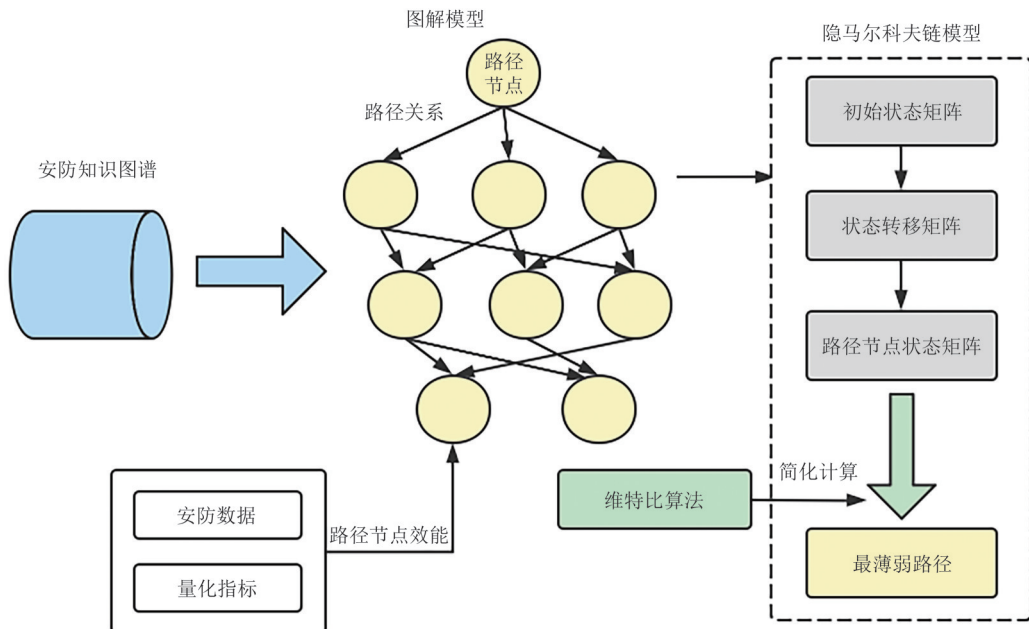 图解模型
隐马尔科夫链模型
路径
节点
路径关系
初始状态矩阵
安防知识图谱
状态转移矩阵
路径节点状态矩阵
简化计算
安防数据
维特比算法
路径节点效能
量化指标
最薄弱路径